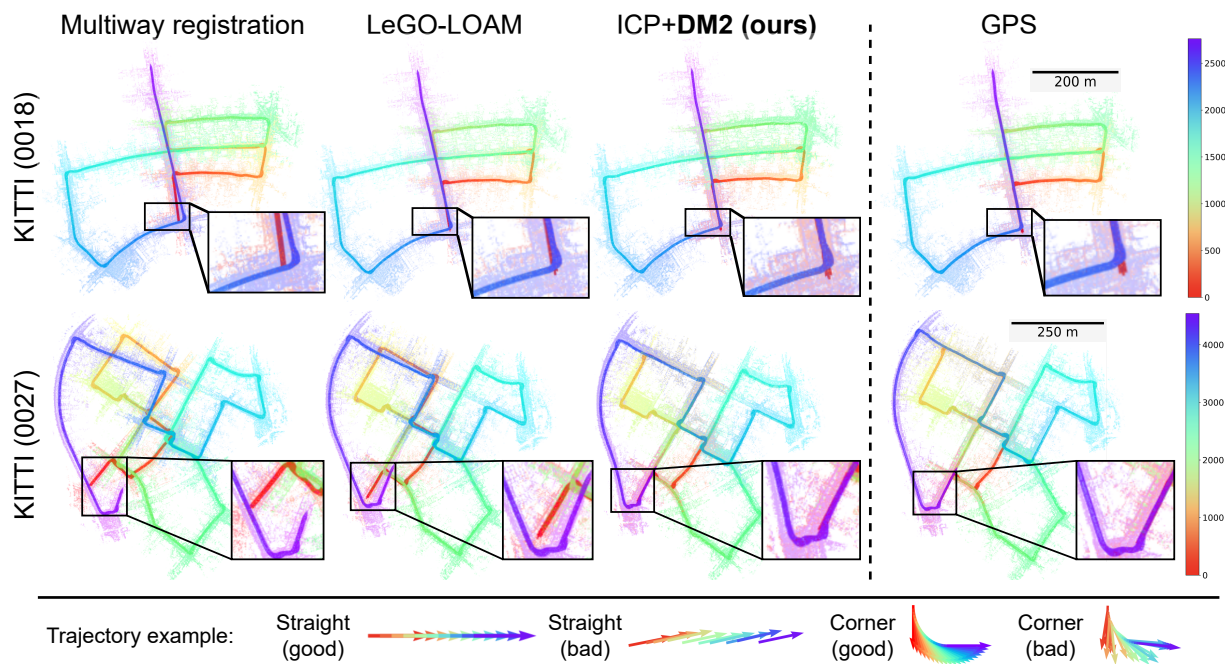 Multiway registration
LeGO-LOAM
ICP+DM2 (ours)
GPS
KITTI (0018)
200 m
2500
2000
1500
1000
500
0
KITTI (0027)
250 m
4000
3000
2000
1000
0
Trajectory example:
Straight
(good)
Straight
(bad)
Corner
(good)
Corner
(bad)